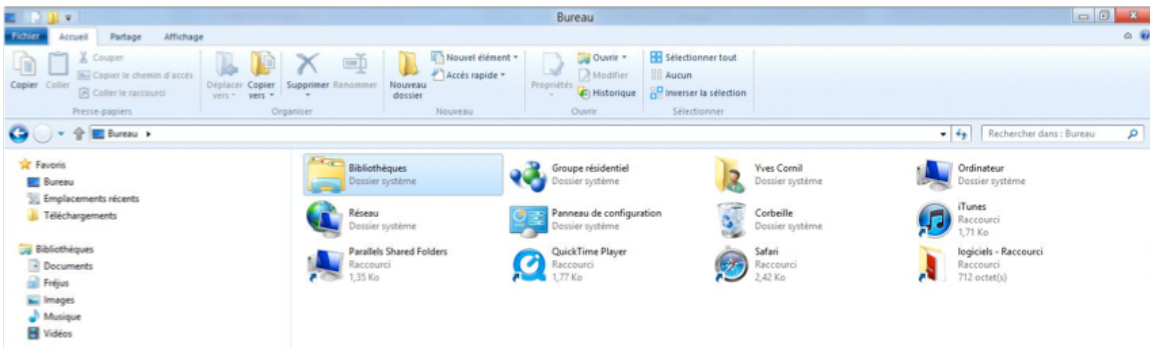 Bureau
Fichier Accueil Partage Affichage
Copier
Coller
Couper
Copier le chemin d'accès
Coller le raccourci
Presse-papiers
Déplacer vers
Copier vers
Supprimer
Renommer
Organiser
Nouveau dossier
Nouvel élément
Accès rapide
Nouveau
Propriétés
Ouvrir
Modifier
Historique
Ouvrir
Sélectionner tout
Aucun
Inverser la sélection
Sélectionner
Bureau
Rechercher dans : Bureau
Favoris
Bureau
Emplacements récents
Téléchargements
Bibliothèques
Documents
Fréjus
Images
Musique
Vidéos
Bibliothèques
Dossier système
Groupe résidentiel
Dossier système
Yves Cornil
Dossier système
Ordinateur
Dossier système
Réseau
Dossier système
Panneau de configuration
Dossier système
Corbeille
Dossier système
iTunes
Raccourci
1,71 Ko
Parallels Shared Folders
Raccourci
1,35 Ko
QuickTime Player
Raccourci
1,77 Ko
Safari
Raccourci
2,42 Ko
logiciels - Raccourci
Raccourci
712 octet(s)